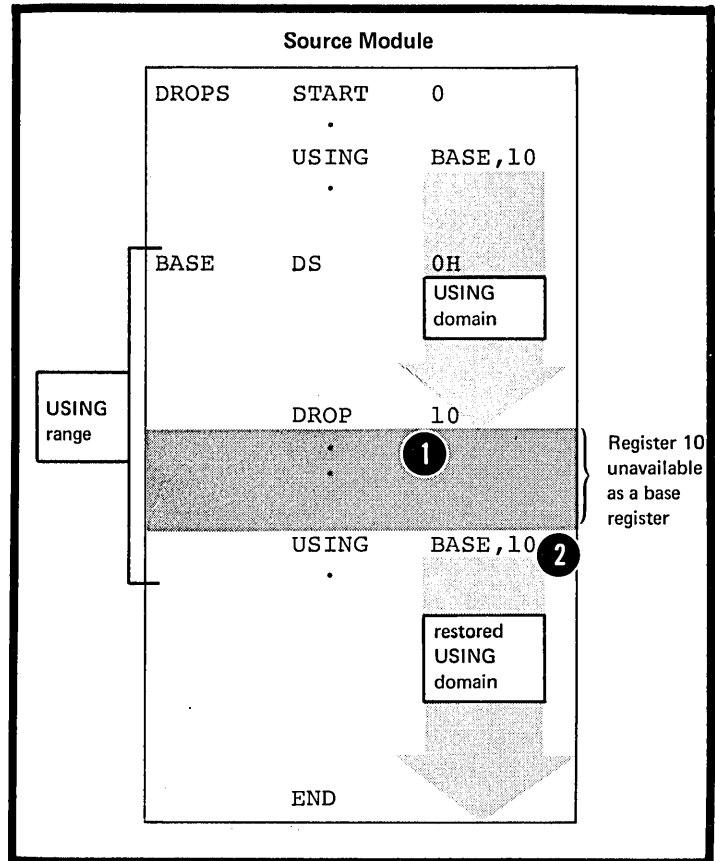 Source Module
DROPS START 0
.
USING BASE,10
.
BASE DS 0H
USING
domain
USING
range
DROP 10
.
1
.
Register 10
unavailable
as a base
register
USING BASE,10 2
.
restored
USING
domain
END